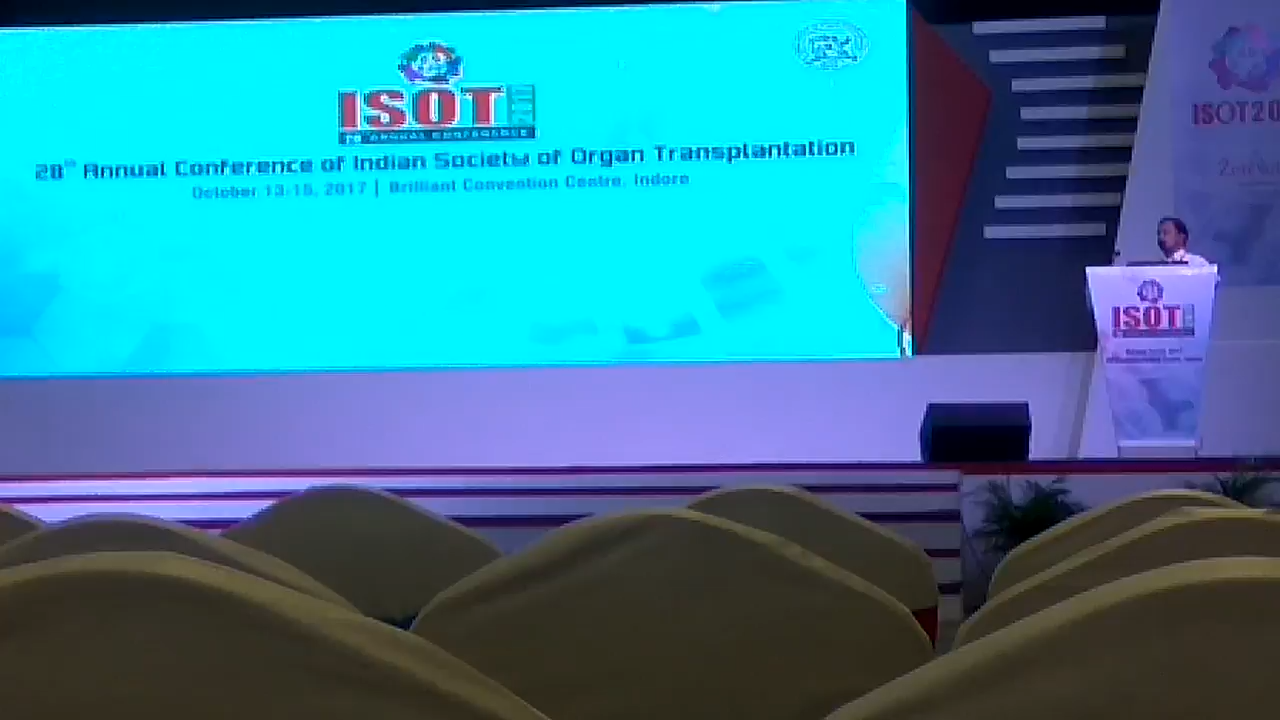 ISOT 2017
28th Annual Conference of Indian Society of Organ Transplantation
October 13-15, 2017 | Brilliant Convention Centre, Indore
ISOT20
ISOT